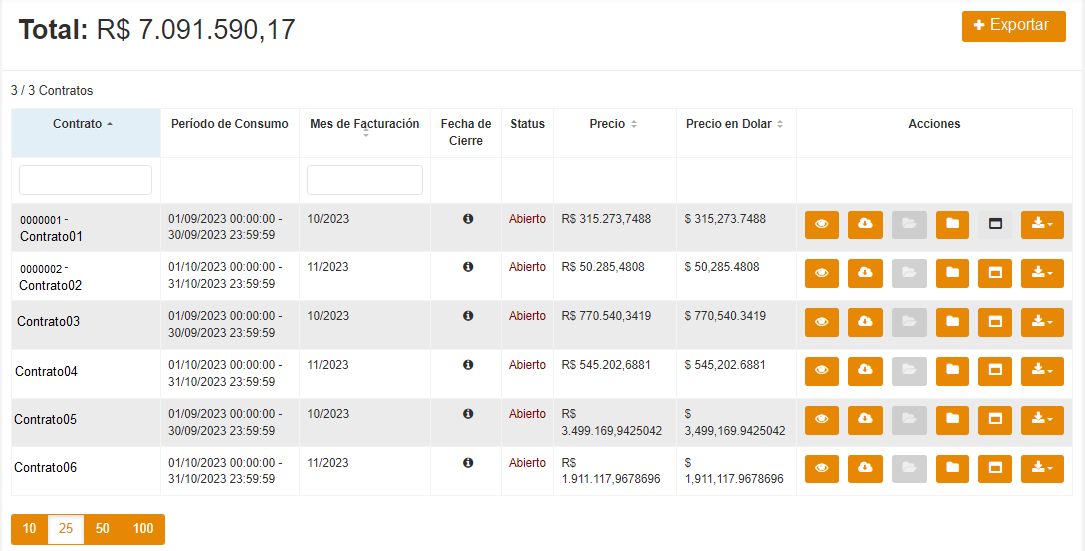 Total: R$ 7.091.590,17
Exportar
3 / 3 Contratos
Contrato Período de Consumo Mes de Facturación Fecha de Cierre Status Precio Precio en Dolar Acciones
0000001 - Contrato01 01/09/2023 00:00:00 - 30/09/2023 23:59:59 10/2023 Abierto R$ 315.273,7488 $ 315,273.7488
0000002 - Contrato02 01/10/2023 00:00:00 - 31/10/2023 23:59:59 11/2023 Abierto R$ 50.285,4808 $ 50,285.4808
Contrato03 01/09/2023 00:00:00 - 30/09/2023 23:59:59 10/2023 Abierto R$ 770.540,3419 $ 770,540.3419
Contrato04 01/10/2023 00:00:00 - 31/10/2023 23:59:59 11/2023 Abierto R$ 545.202,6881 $ 545,202.6881
Contrato05 01/09/2023 00:00:00 - 30/09/2023 23:59:59 10/2023 Abierto R$ 3.499.169,9425042 $ 3,499,169.9425042
Contrato06 01/10/2023 00:00:00 - 31/10/2023 23:59:59 11/2023 Abierto R$ 1.911.117,9678696 $ 1,911,117.9678696
10 25 50 100